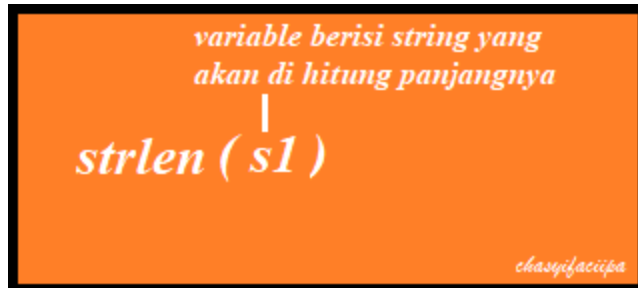 variable berisi string yang
akan di hitung panjangnya
strlen ( s1 )
chasyifaciipa